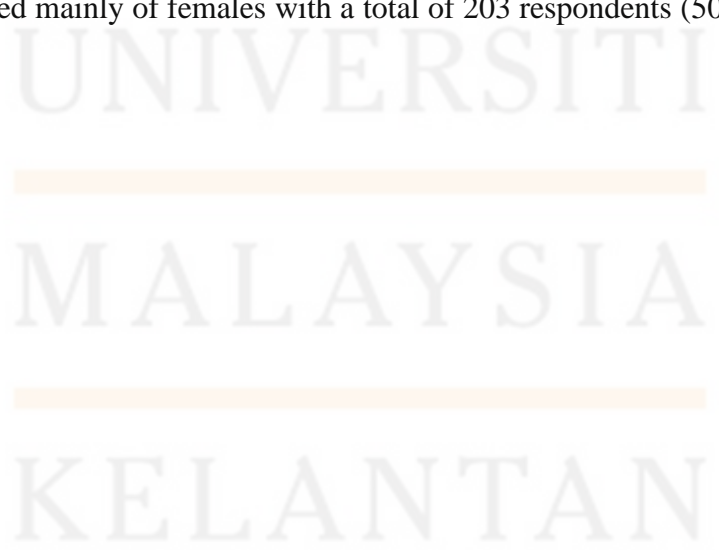 ed mainly of females with a total of 203 respondents (50
UNIVERSITI
MALAYSIA
KELANTAN